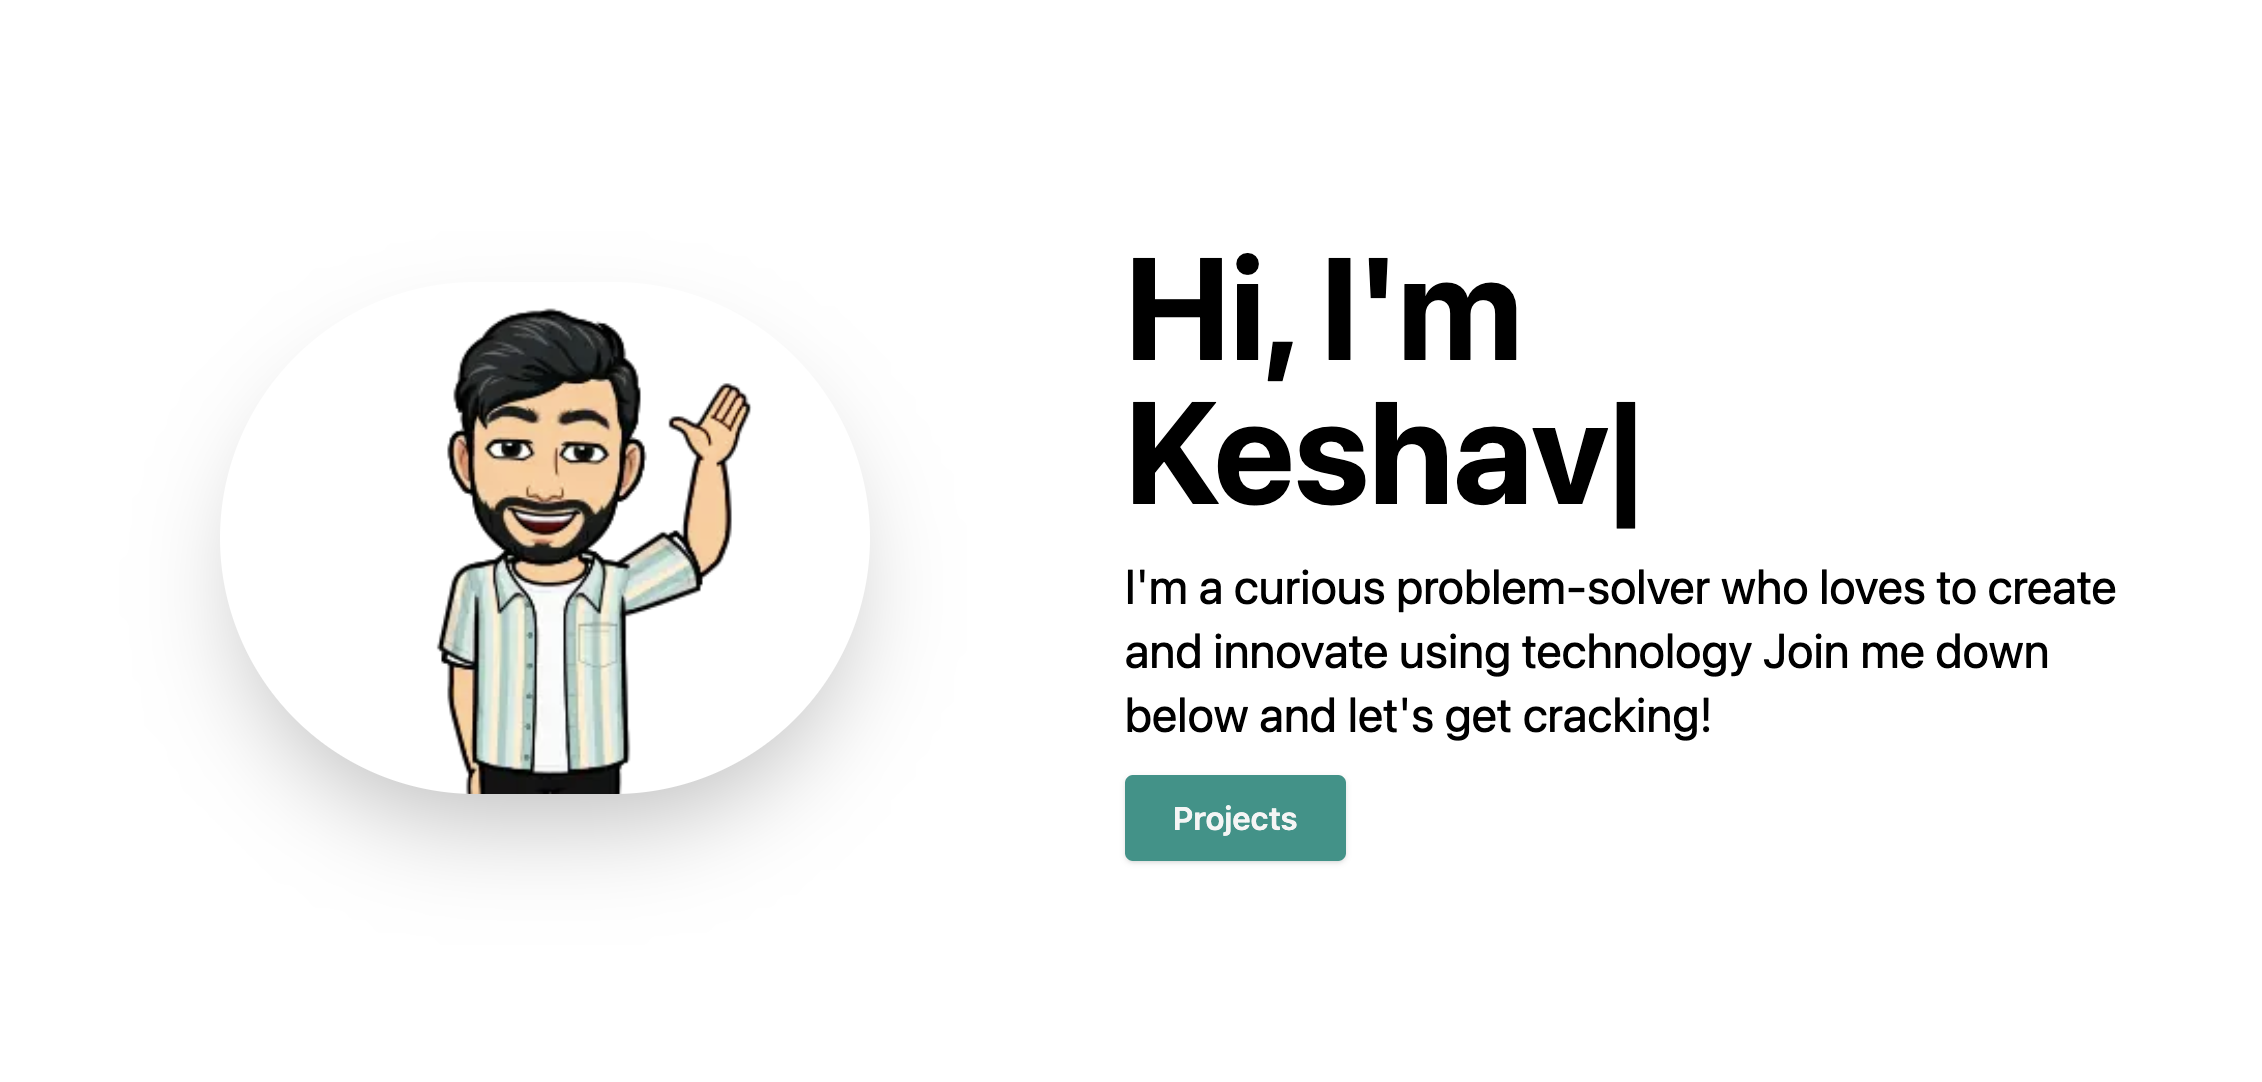 Hi, I'm
Keshav|
I'm a curious problem-solver who loves to create
and innovate using technology Join me down
below and let's get cracking!
Projects